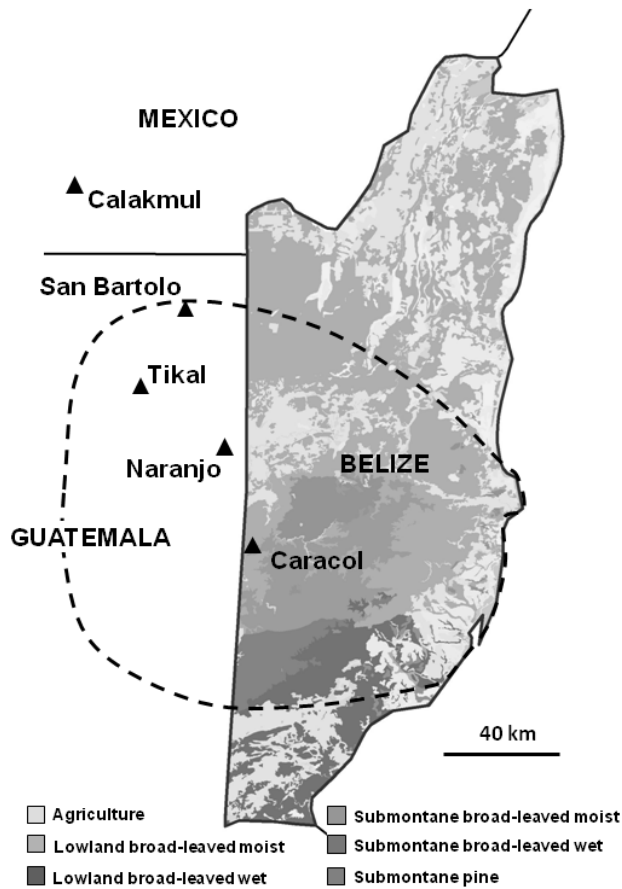 MEXICO
Calakmul
San Bartolo
Tikal
Naranjo
BELIZE
GUATEMALA
Caracol
40 km
Agriculture
Lowland broad-leaved moist
Lowland broad-leaved wet
Submontane broad-leaved moist
Submontane broad-leaved wet
Submontane pine